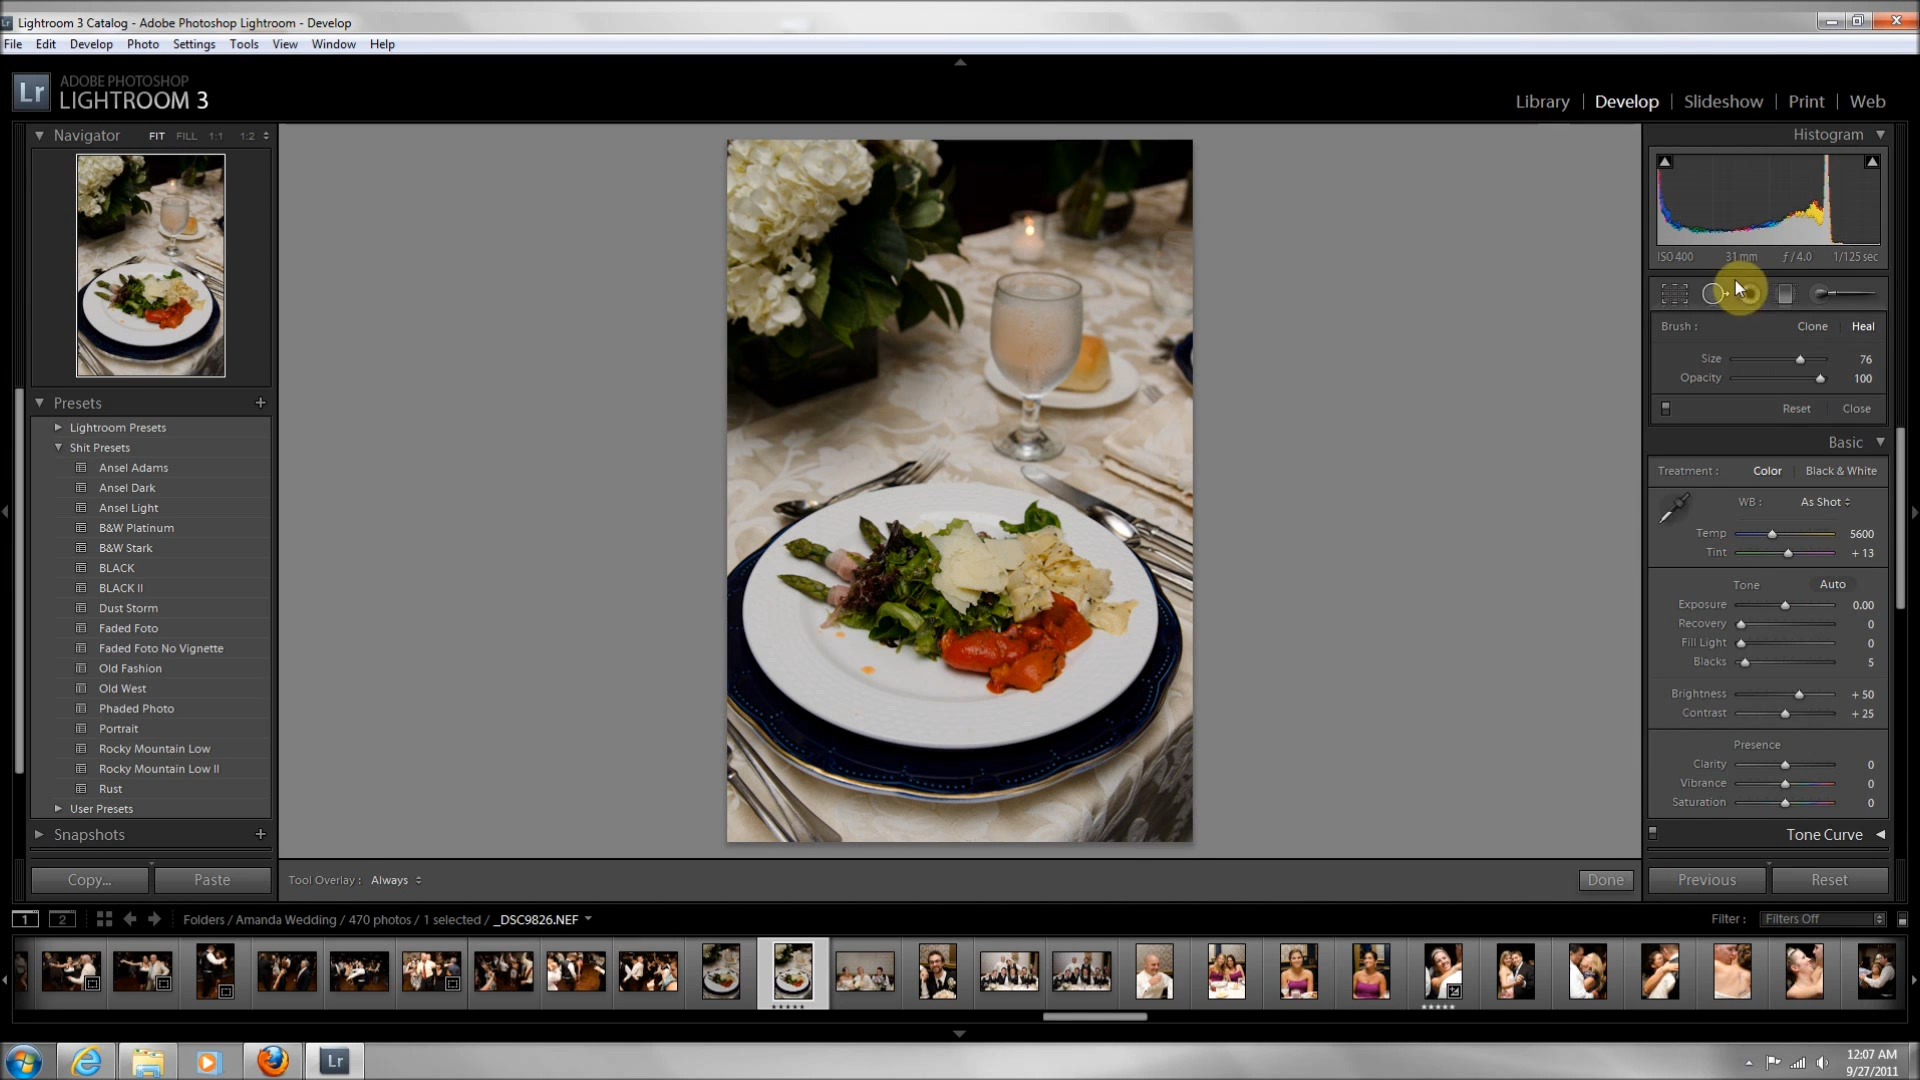 Lightroom 3 Catalog - Adobe Photoshop Lightroom - Develop
File Edit Develop Photo Settings Tools View Window Help
Lr ADOBE PHOTOSHOP
LIGHTROOM 3
Library Develop Slideshow Print Web
Navigator FIT FILL 1:1 1:2
Presets +
Lightroom Presets
Shit Presets
Ansel Adams
Ansel Dark
Ansel Light
B&W Platinum
B&W Stark
BLACK
BLACK II
Dust Storm
Faded Foto
Faded Foto No Vignette
Old Fashion
Old West
Phaded Photo
Portrait
Rocky Mountain Low
Rocky Mountain Low II
Rust
User Presets
Snapshots +
Copy... Paste
Tool Overlay : Always
Done
Histogram
ISO 400 31 mm ƒ / 4.0 1/125 sec
Brush : Clone Heal
Size 76
Opacity 100
Reset Close
Basic
Treatment : Color Black & White
WB : As Shot
Temp 5600
Tint + 13
Tone Auto
Exposure 0.00
Recovery 0
Fill Light 0
Blacks 5
Brightness + 50
Contrast + 25
Presence
Clarity 0
Vibrance 0
Saturation 0
Tone Curve
Previous Reset
1 2 Folders / Amanda Wedding / 470 photos / 1 selected / _DSC9826.NEF
Filter : Filters Off
Lr
12:07 AM
9/27/2011